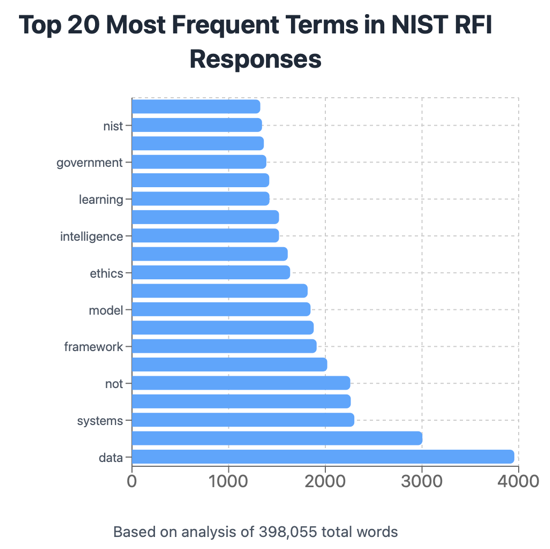 Top 20 Most Frequent Terms in NIST RFI
Responses
nist
government
learning
intelligence
ethics
model
framework
not
systems
data
0 1000 2000 3000 4000
Based on analysis of 398,055 total words